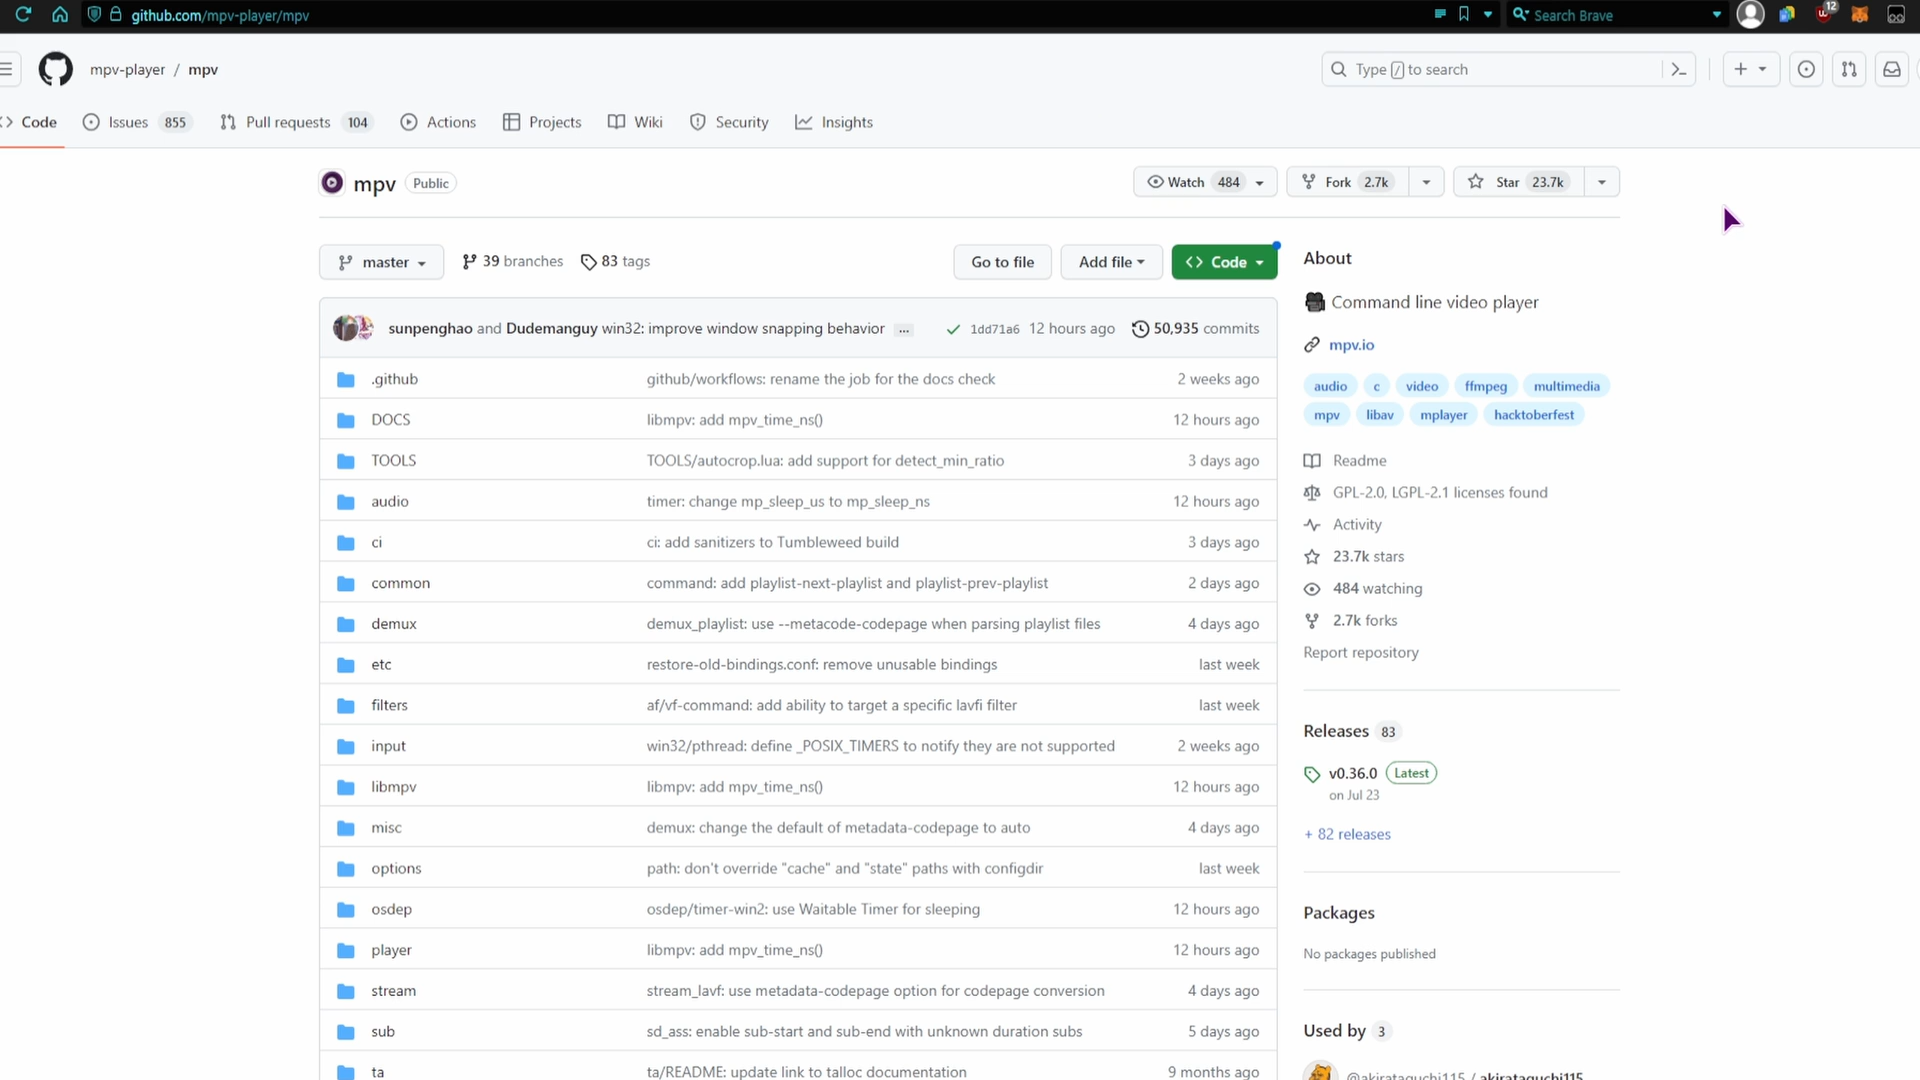 github.com/mpv-player/mpv
Search Brave
12
mpv-player / mpv
Type / to search
Code
Issues 855
Pull requests 104
Actions
Projects
Wiki
Security
Insights
mpv Public
Watch 484
Fork 2.7k
Star 23.7k
master
39 branches
83 tags
Go to file
Add file
Code
sunpenghao and Dudemanguy win32: improve window snapping behavior ... 1dd71a6 12 hours ago 50,935 commits
.github github/workflows: rename the job for the docs check 2 weeks ago
DOCS libmpv: add mpv_time_ns() 12 hours ago
TOOLS TOOLS/autocrop.lua: add support for detect_min_ratio 3 days ago
audio timer: change mp_sleep_us to mp_sleep_ns 12 hours ago
ci ci: add sanitizers to Tumbleweed build 3 days ago
common command: add playlist-next-playlist and playlist-prev-playlist 2 days ago
demux demux_playlist: use --metacode-codepage when parsing playlist files 4 days ago
etc restore-old-bindings.conf: remove unusable bindings last week
filters af/vf-command: add ability to target a specific lavfi filter last week
input win32/pthread: define _POSIX_TIMERS to notify they are not supported 2 weeks ago
libmpv libmpv: add mpv_time_ns() 12 hours ago
misc demux: change the default of metadata-codepage to auto 4 days ago
options path: don't override "cache" and "state" paths with configdir last week
osdep osdep/timer-win2: use Waitable Timer for sleeping 12 hours ago
player libmpv: add mpv_time_ns() 12 hours ago
stream stream_lavf: use metadata-codepage option for codepage conversion 4 days ago
sub sd_ass: enable sub-start and sub-end with unknown duration subs 5 days ago
ta ta/README: update link to talloc documentation 9 months ago
About
Command line video player
mpv.io
audio c video ffmpeg multimedia
mpv libav mplayer hacktoberfest
Readme
GPL-2.0, LGPL-2.1 licenses found
Activity
23.7k stars
484 watching
2.7k forks
Report repository
Releases 83
v0.36.0 Latest
on Jul 23
+ 82 releases
Packages
No packages published
Used by 3
@akirataguchi115 / akirataguchi115